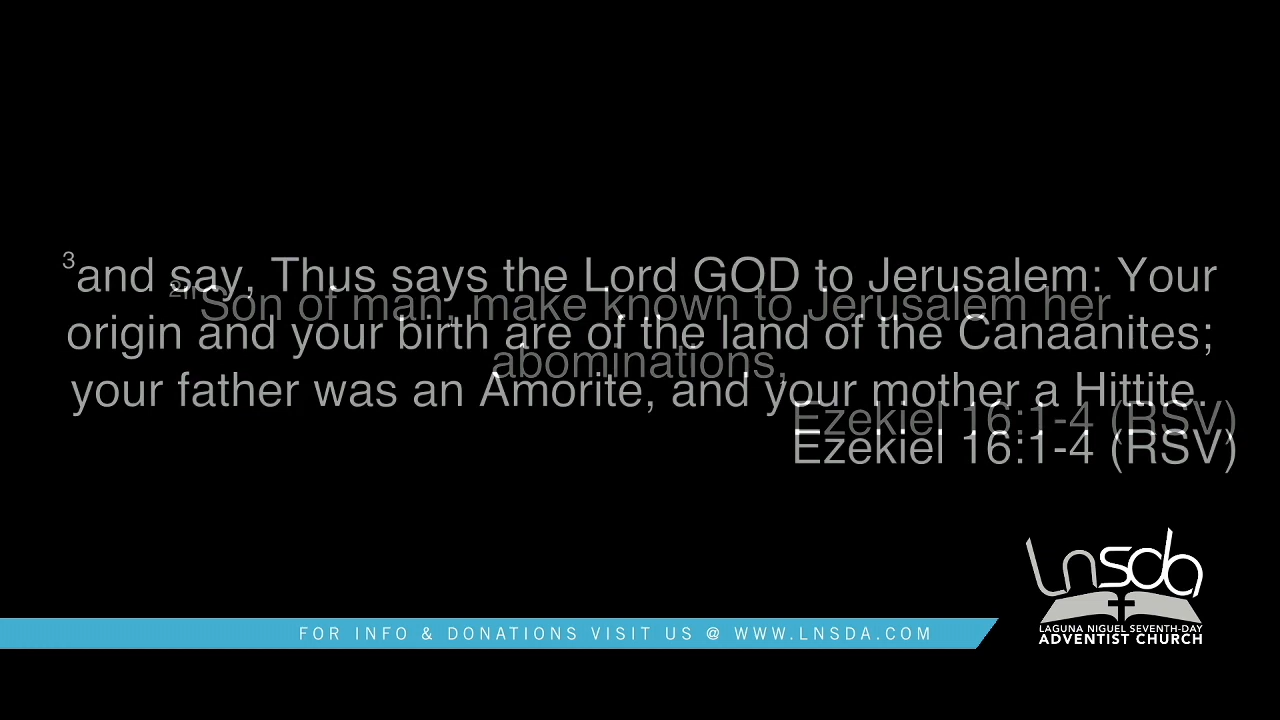 3and say, Thus says the Lord GOD to Jerusalem: Your
origin and your birth are of the land of the Canaanites;
your father was an Amorite, and your mother a Hittite.
Ezekiel 16:1-4 (RSV)
Son of man, make known to Jerusalem her
abominations,
Ezekiel 16:1-4 (RSV)
Lnsda
LAGUNA NIGUEL SEVENTH-DAY
ADVENTIST CHURCH
FOR INFO & DONATIONS VISIT US @ WWW.LNSDA.COM